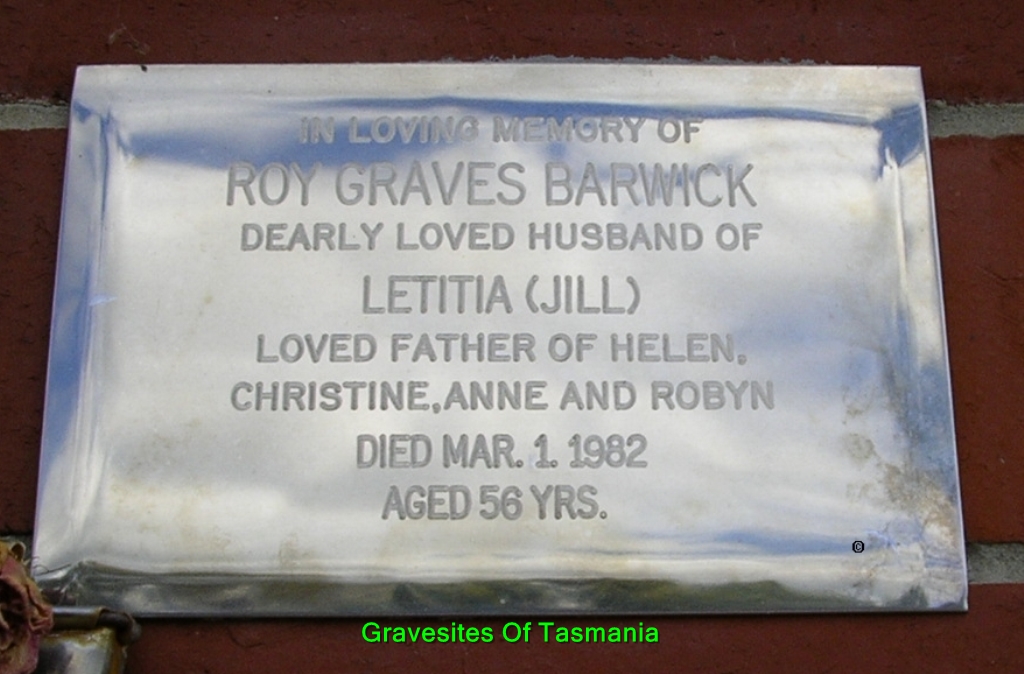 IN LOVING MEMORY OF
ROY GRAVES BARWICK
DEARLY LOVED HUSBAND OF
LETITIA (JILL)
LOVED FATHER OF HELEN,
CHRISTINE, ANNE AND ROBYN
DIED MAR. 1. 1982
AGED 56 YRS.
©
Gravesites Of Tasmania